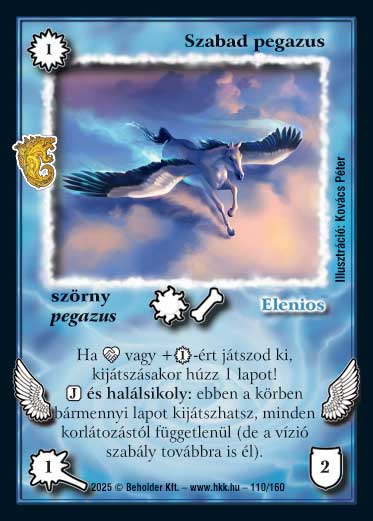 1
Szabad pegazus
Illusztráció: Kovács Péter
szörny
pegazus
Elenios
Ha vagy +1-ért játszod ki,
kijátszásakor húzz 1 lapot!
J és halálsikoly: ebben a körben
bármennyi lapot kijátszhatsz, minden
korlátozástól függetlenül (de a vízió
szabály továbbra is él).
1
2
2025 © Beholder Kft. – www.hkk.hu – 110/160